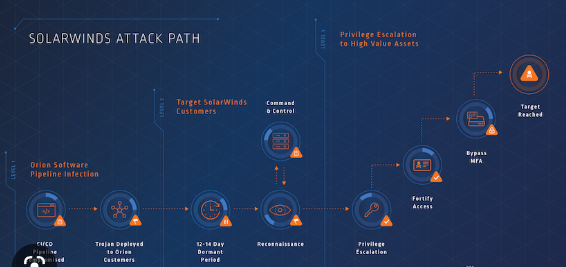 SOLARWINDS ATTACK PATH
Privilege Escalation
to High Value Assets
LEVEL 3
Target SolarWinds
Customers
LEVEL 2
Command
& Control
Target
Reached
Orion Software
Pipeline Infection
LEVEL 1
Bypass
MFA
Fortify
Access
CI/CD
Pipeline
Trojan Deployed
to Orion
Customers
12-14 Day
Dormant
Period
Reconnaissance
Privilege
Escalation